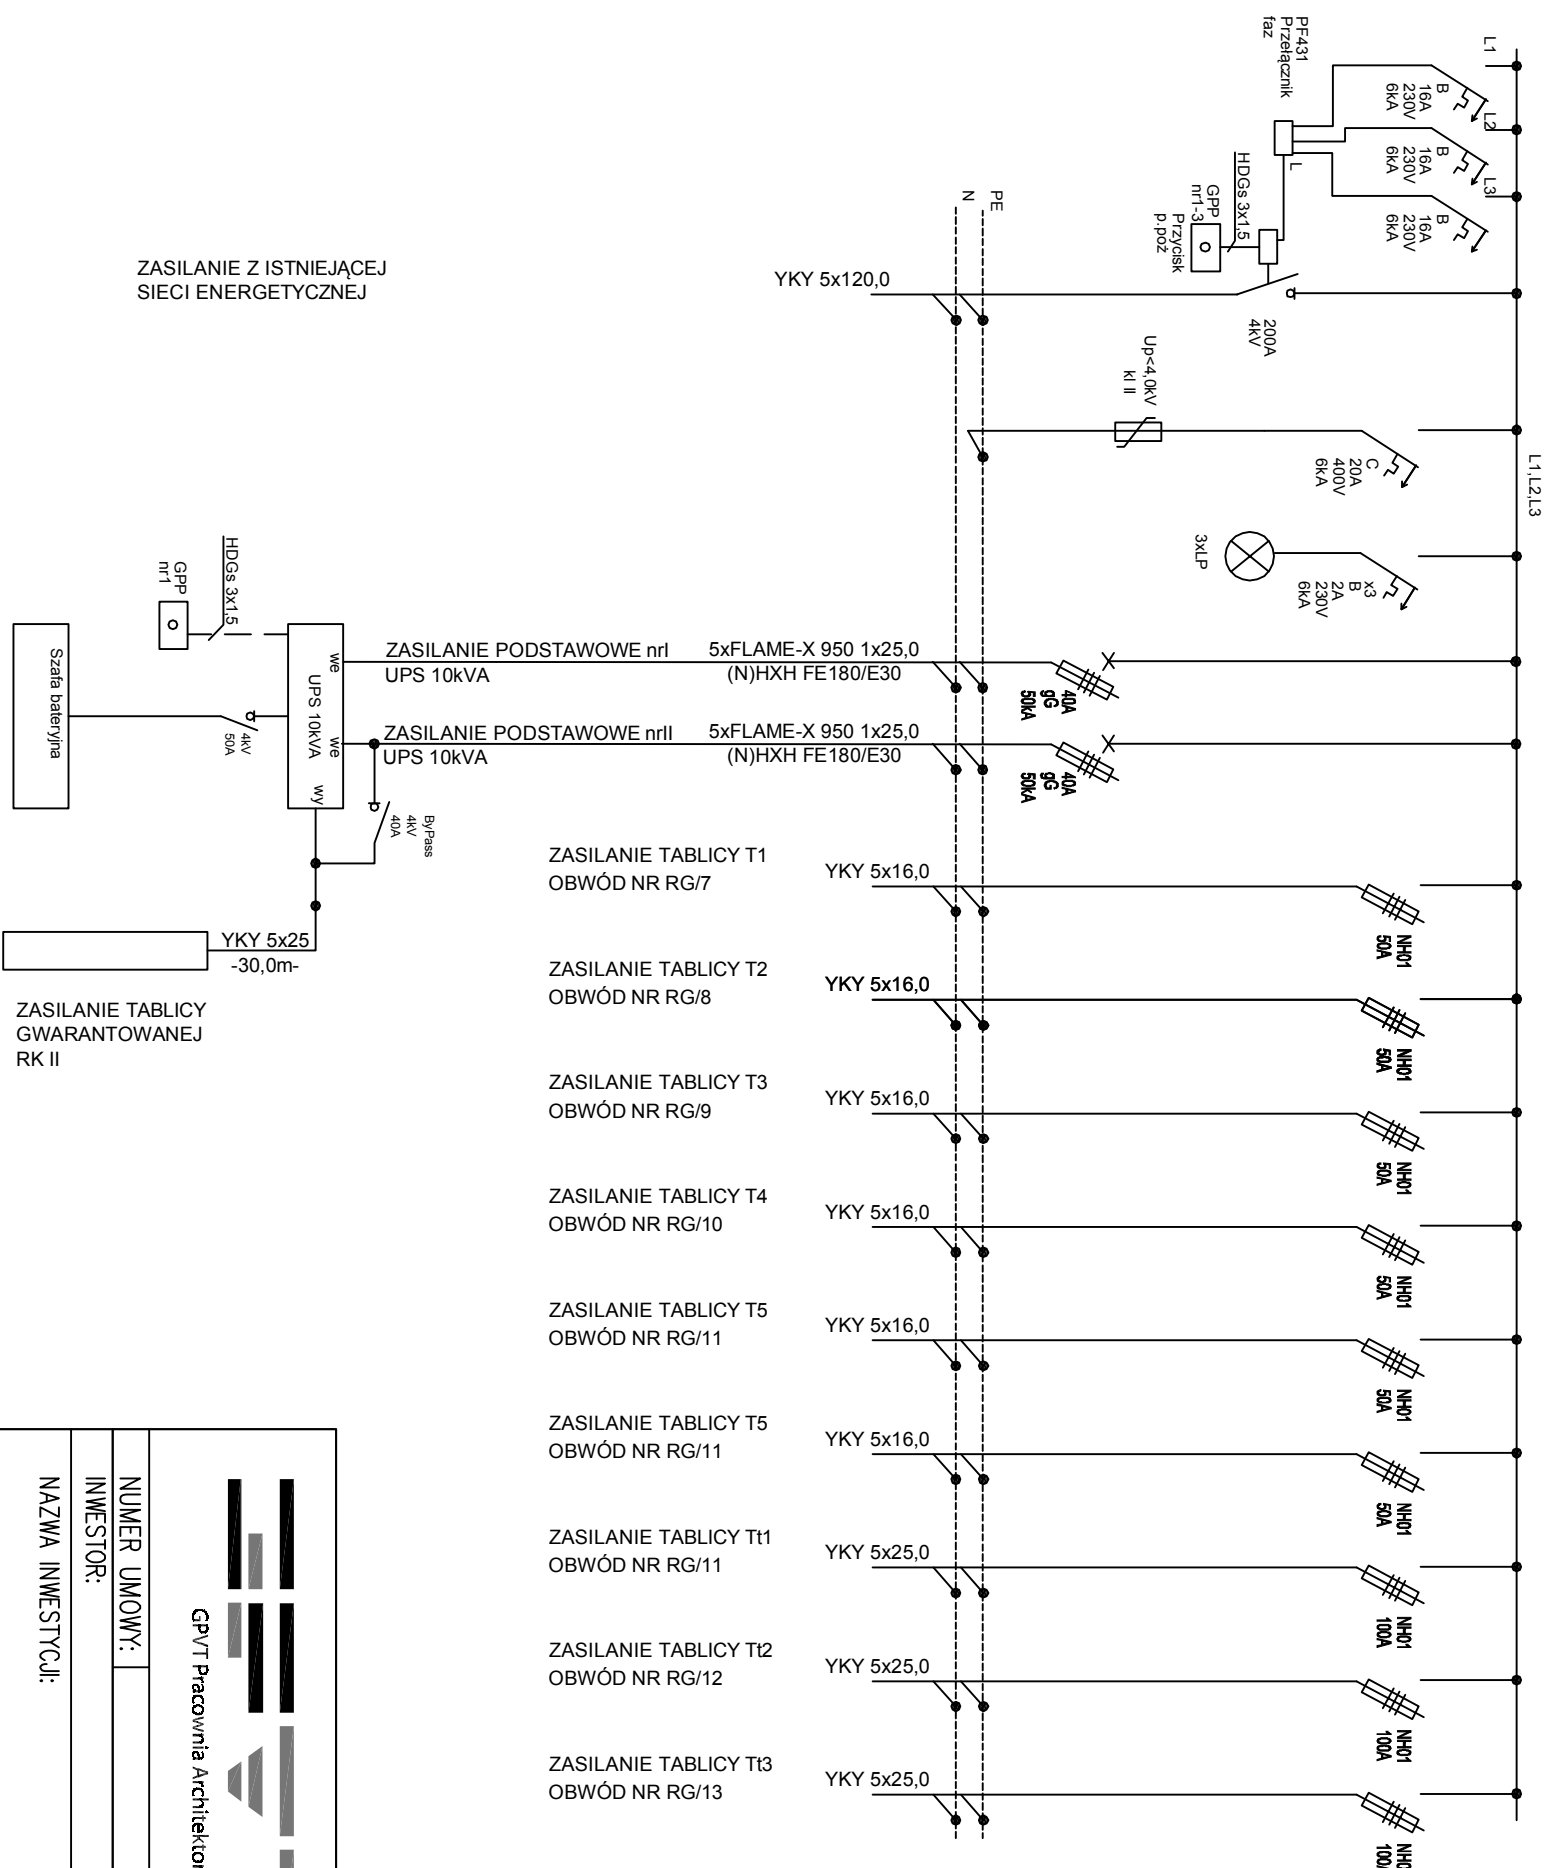 L1
L2
L3
PF431
Przełącznik
faz
B
16A
230V
6kA
B
16A
230V
6kA
B
16A
230V
6kA
L
HDGs 3x1,5
GPP
nr1-3
Przycisk
p.poż
PE
N
ZASILANIE Z ISTNIEJĄCEJ
SIECI ENERGETYCZNEJ
YKY 5x120,0
200A
4kV
Up<4,0kV
kl II
C
20A
400V
6kA
L1,L2,L3
3xLP
x3
B
2A
230V
6kA
HDGs 3x1,5
GPP
nr1
Szafa bateryjna
we
UPS 10kVA
we
wy
4kV
50A
ZASILANIE PODSTAWOWE nrI
UPS 10kVA
5xFLAME-X 950 1x25,0
(N)HXH FE180/E30
40A
gG
50kA
ZASILANIE PODSTAWOWE nrII
UPS 10kVA
5xFLAME-X 950 1x25,0
(N)HXH FE180/E30
40A
gG
50kA
ByPass
4kV
40A
YKY 5x25
-30,0m-
ZASILANIE TABLICY
GWARANTOWANEJ
RK II
ZASILANIE TABLICY T1
OBWÓD NR RG/7
YKY 5x16,0
NH01
50A
ZASILANIE TABLICY T2
OBWÓD NR RG/8
YKY 5x16,0
NH01
50A
ZASILANIE TABLICY T3
OBWÓD NR RG/9
YKY 5x16,0
NH01
50A
ZASILANIE TABLICY T4
OBWÓD NR RG/10
YKY 5x16,0
NH01
50A
ZASILANIE TABLICY T5
OBWÓD NR RG/11
YKY 5x16,0
NH01
50A
ZASILANIE TABLICY T5
OBWÓD NR RG/11
YKY 5x16,0
NH01
50A
ZASILANIE TABLICY Tt1
OBWÓD NR RG/11
YKY 5x25,0
NH01
100A
ZASILANIE TABLICY Tt2
OBWÓD NR RG/12
YKY 5x25,0
NH01
100A
ZASILANIE TABLICY Tt3
OBWÓD NR RG/13
YKY 5x25,0
GPVT Pracownia
NUMER UMOWY:
INWESTOR:
NAZWA INWESTYCJI: